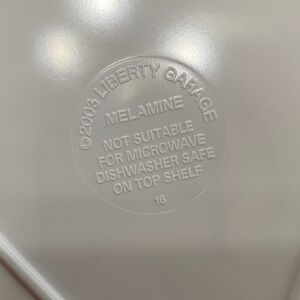 ©2003 LIBERTY GARAGE
MELAMINE
NOT SUITABLE
FOR MICROWAVE
DISHWASHER SAFE
ON TOP SHELF
16